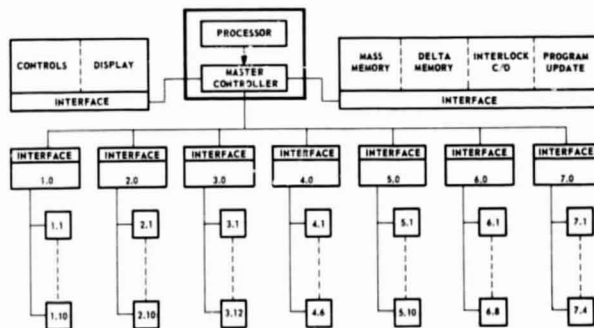 PROCESSOR
MASTER
CONTROLLER
CONTROLS
DISPLAY
INTERFACE
MASS
MEMORY
DELTA
MEMORY
INTERLOCK
C/O
PROGRAM
UPDATE
INTERFACE
INTERFACE
1.0
INTERFACE
2.0
INTERFACE
3.0
INTERFACE
4.0
INTERFACE
5.0
INTERFACE
6.0
INTERFACE
7.0
1.1
2.1
3.1
4.1
5.1
6.1
7.1
1.10
2.10
3.12
4.6
5.10
6.8
7.4